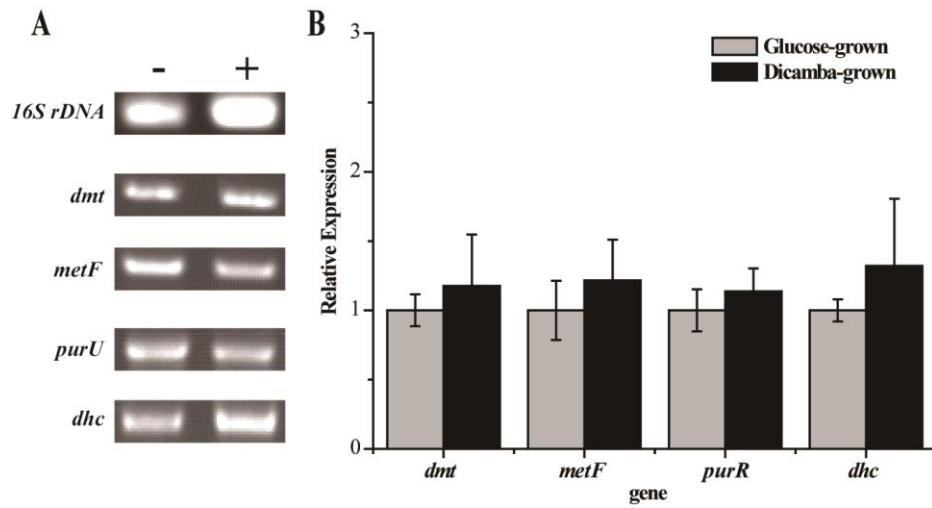 A
- +
16S rDNA
dmt
metF
purU
dhc
B
Glucose-grown
Dicamba-grown
Relative Expression
3
2
1
0
dmt metF purR dhc
gene